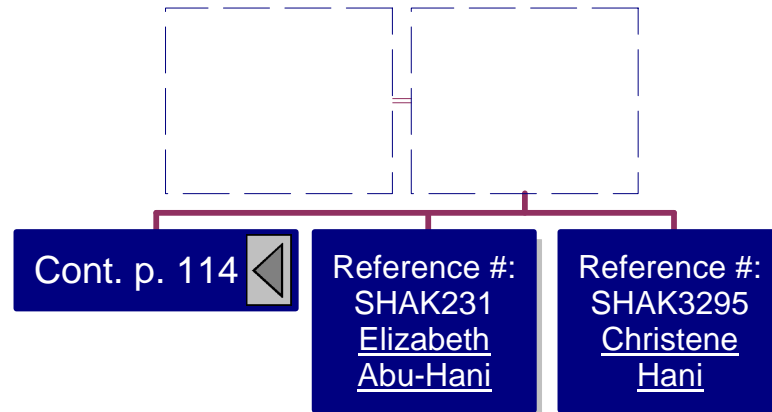 Cont. p. 114
Reference #:
SHAK231
Elizabeth
Abu-Hani
Reference #:
SHAK3295
Christene
Hani